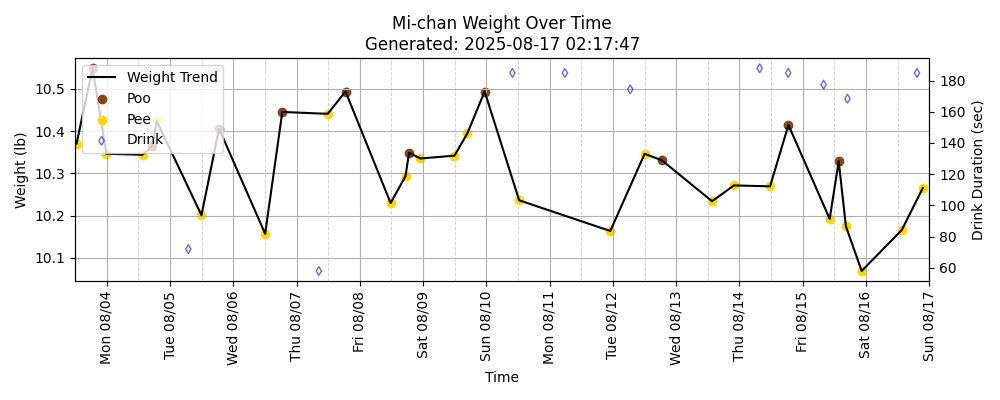 Mi-chan Weight Over Time
Generated: 2025-08-17 02:17:47
Weight Trend
Poo
Pee
Drink
Weight (lb)
10.5
10.4
10.3
10.2
10.1
180
160
140
120
100
80
60
Drink Duration (sec)
Mon 08/04
Tue 08/05
Wed 08/06
Thu 08/07
Fri 08/08
Sat 08/09
Sun 08/10
Mon 08/11
Tue 08/12
Wed 08/13
Thu 08/14
Fri 08/15
Sat 08/16
Sun 08/17
Time